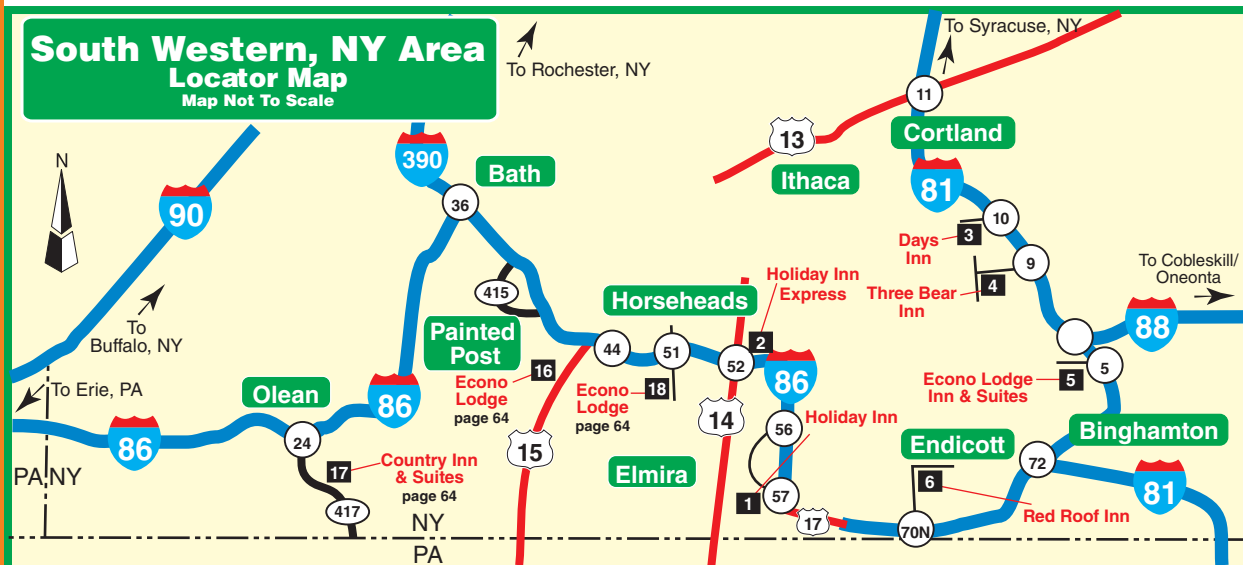 South Western, NY Area
Locator Map
Map Not To Scale
To Rochester, NY
To Syracuse, NY
11
13
Cortland
390
Bath
Ithaca
81
N
90
36
10
3
Days
Inn
9
4
Three Bear
Inn
To Cobleskill/
Oneonta
415
Holiday Inn
Express
Horseheads
88
To
Buffalo, NY
Painted
Post
44
51
52
2
86
5
5
Econo Lodge
Inn & Suites
To Erie, PA
16
Econo
Lodge
page 64
18
Econo
Lodge
page 64
Olean
86
14
Holiday Inn
86
24
15
56
Endicott
Binghamton
17
Country Inn
& Suites
page 64
Elmira
72
PA
NY
6
81
1
57
417
17
Red Roof Inn
70N
NY
PA